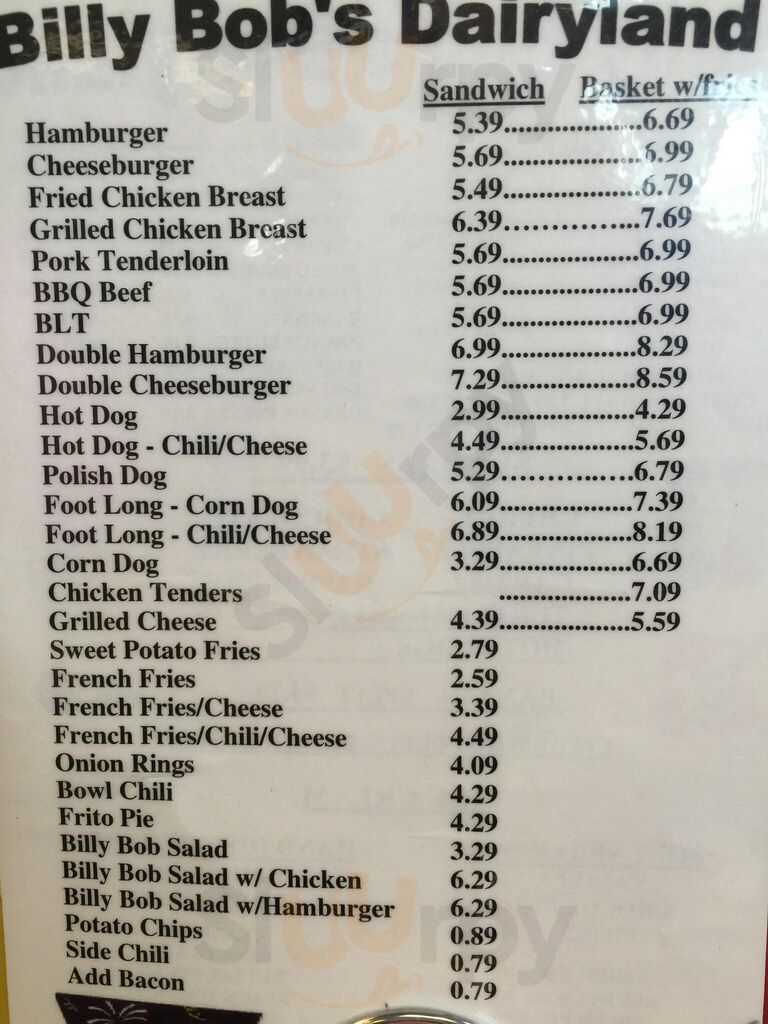 Billy Bob's Dairyland
Sandwich Basket w/fries
Hamburger 5.39....................6.69
Cheeseburger 5.69....................6.99
Fried Chicken Breast 5.49....................6.79
Grilled Chicken Breast 6.39....................7.69
Pork Tenderloin 5.69....................6.99
BBQ Beef 5.69....................6.99
BLT 5.69....................6.99
Double Hamburger 6.99....................8.29
Double Cheeseburger 7.29....................8.59
Hot Dog 2.99....................4.29
Hot Dog - Chili/Cheese 4.49....................5.69
Polish Dog 5.29....................6.79
Foot Long - Corn Dog 6.09....................7.39
Foot Long - Chili/Cheese 6.89....................8.19
Corn Dog 3.29....................6.69
Chicken Tenders ....................7.09
Grilled Cheese 4.39....................5.59
Sweet Potato Fries 2.79
French Fries 2.59
French Fries/Cheese 3.39
French Fries/Chili/Cheese 4.49
Onion Rings 4.09
Bowl Chili 4.29
Frito Pie 4.29
Billy Bob Salad 3.29
Billy Bob Salad w/ Chicken 6.29
Billy Bob Salad w/Hamburger 6.29
Potato Chips 0.89
Side Chili 0.79
Add Bacon 0.79
sluurpy
sluurpy
sluurpy